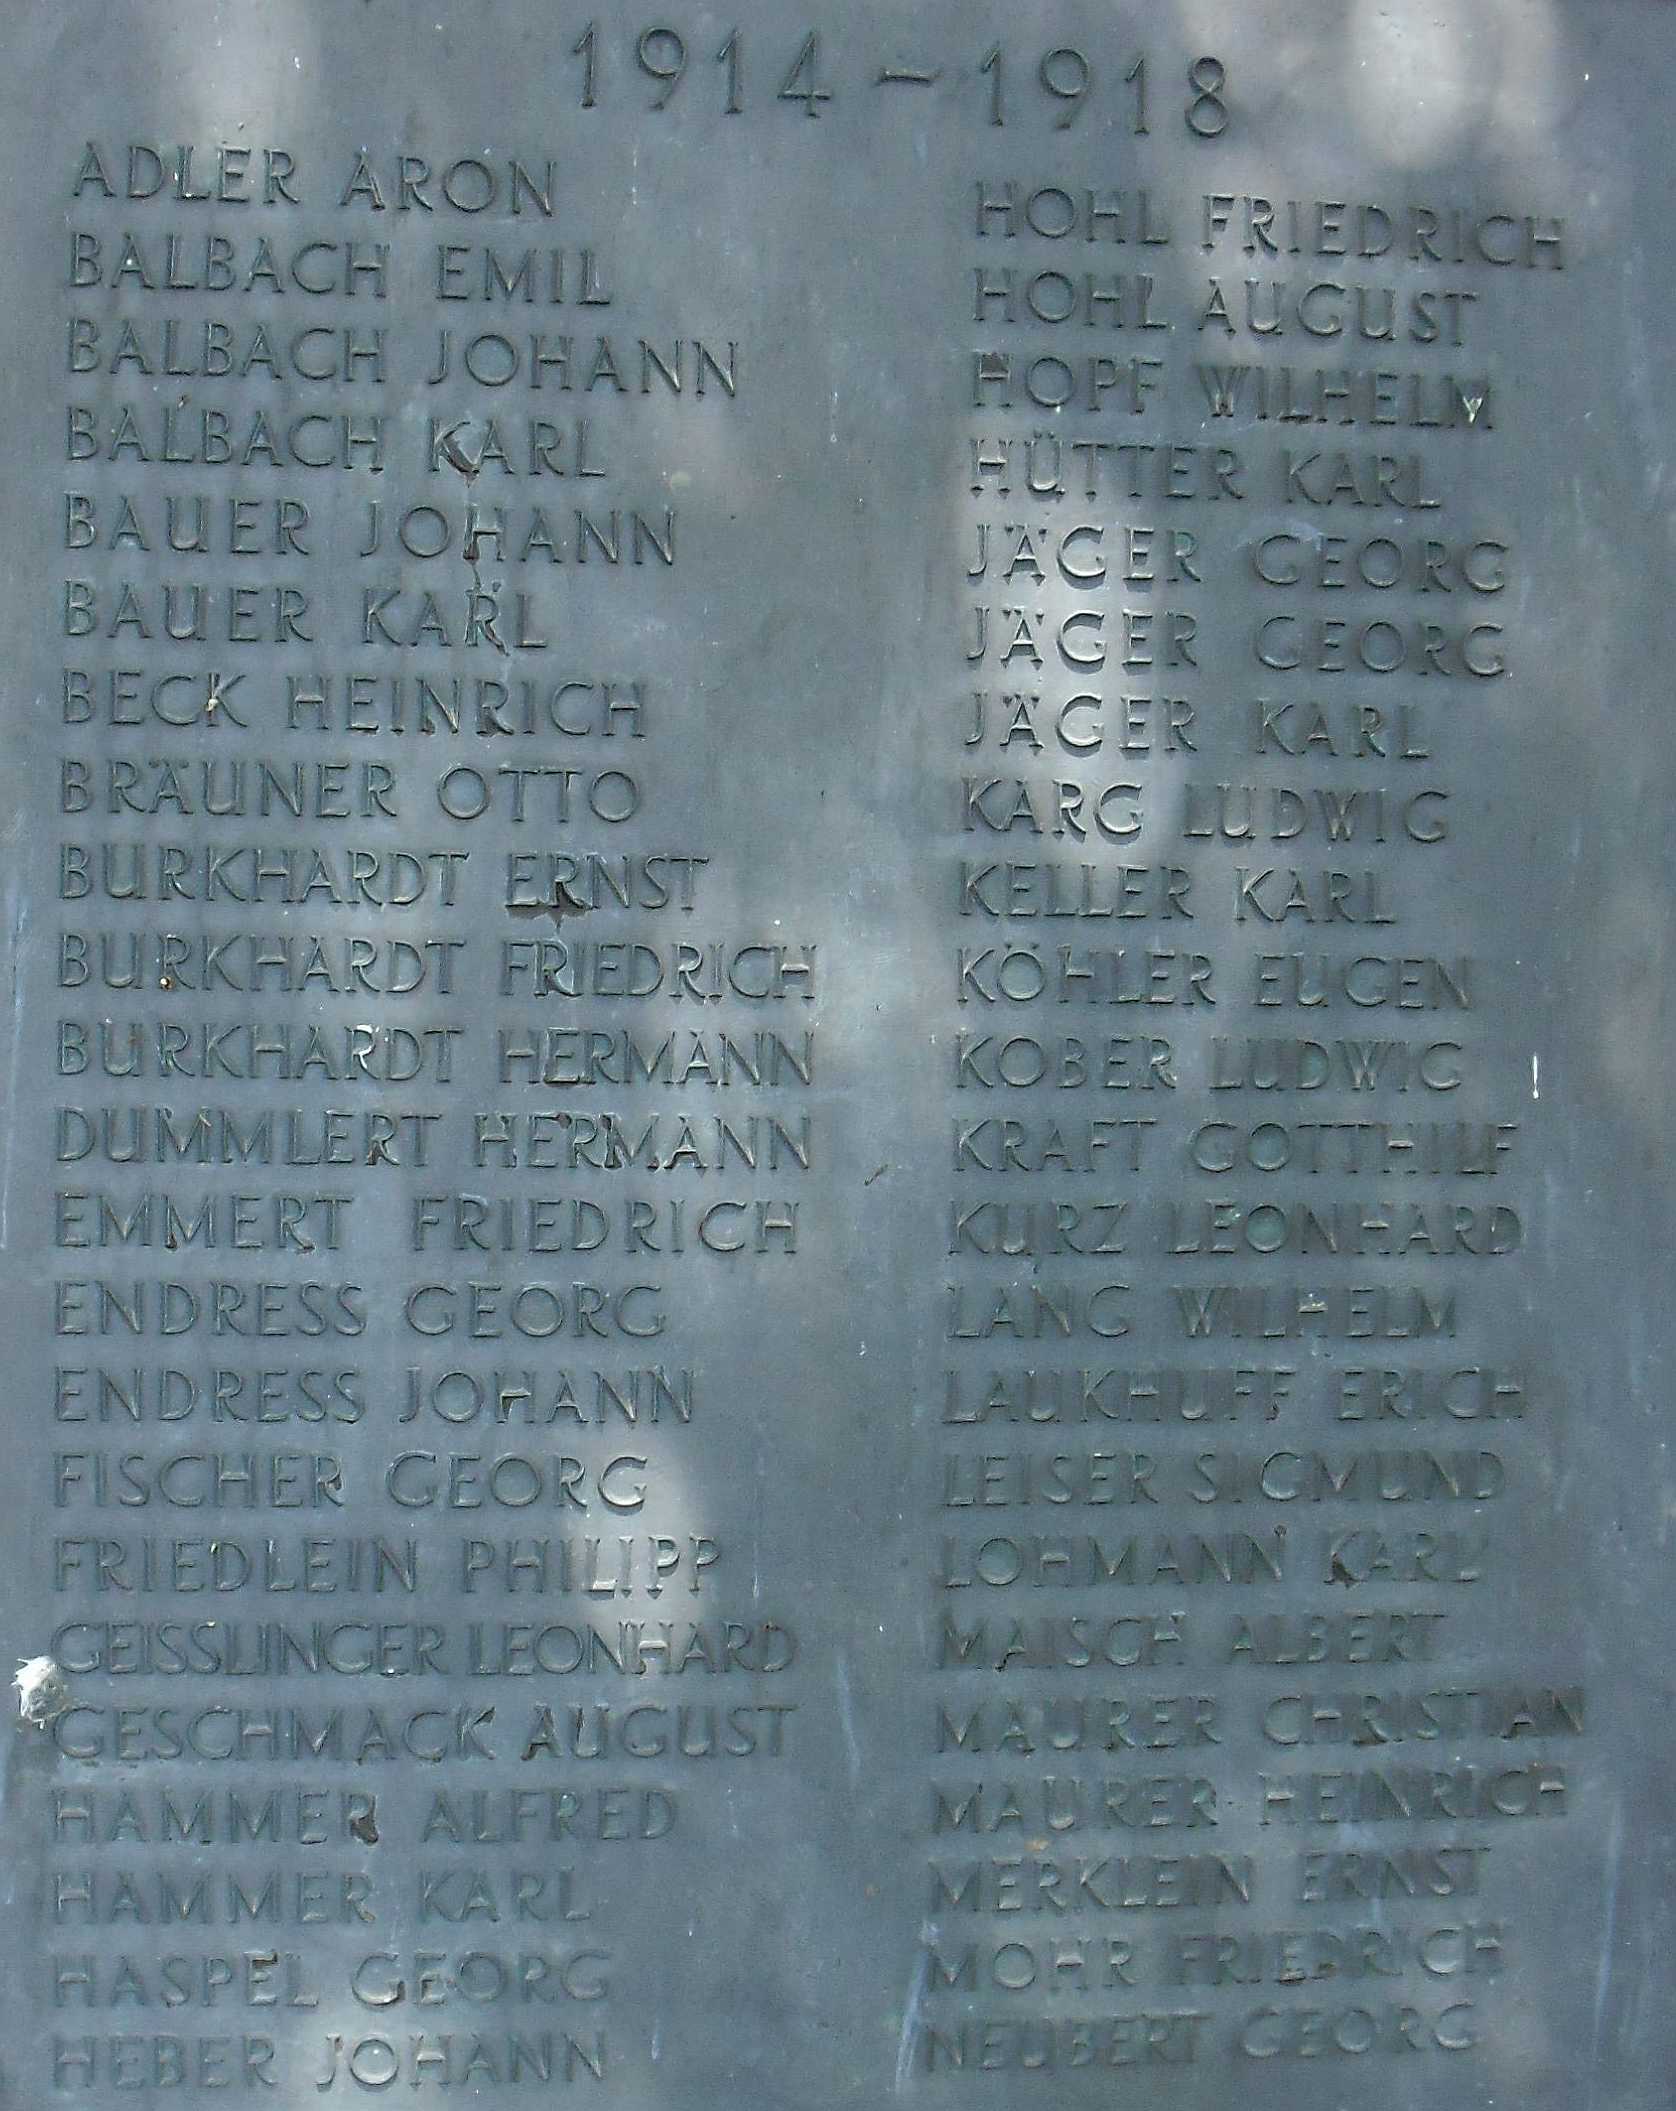 1914 - 1918
ADLER ARON
BALBACH EMIL
BALBACH JOHANN
BALBACH KARL
BAUER JOHANN
BAUER KARL
BECK HEINRICH
BRÄUNER OTTO
BURKHARDT ERNST
BURKHARDT FRIEDRICH
BURKHARDT HERMANN
DUMMLERT HERMANN
EMMERT FRIEDRICH
ENDRESS GEORG
ENDRESS JOHANN
FISCHER GEORG
FRIEDLEIN PHILIPP
GEISSLINGER LEONHARD
GESCHMACK AUGUST
HAMMER ALFRED
HAMMER KARL
HASPEL GEORG
HEBER JOHANN
HOHL FRIEDRICH
HOHL AUGUST
HOPF WILHELM
HÜTTER KARL
JÄGER GEORG
JÄGER GEORG
JÄGER KARL
KARG LUDWIG
KELLER KARL
KÖHLER EUGEN
KOBER LUDWIG
KRAFT GOTTHILF
KURZ LEONHARD
LANG WILHELM
LAUKHUFF ERICH
LEISER SIGMUND
LOHMANN KARL
MAISCH ALBERT
MAURER CHRISTIAN
MAURER HEINRICH
MERKLEIN ERNST
MOHR FRIEDRICH
NEUBERT GEORG